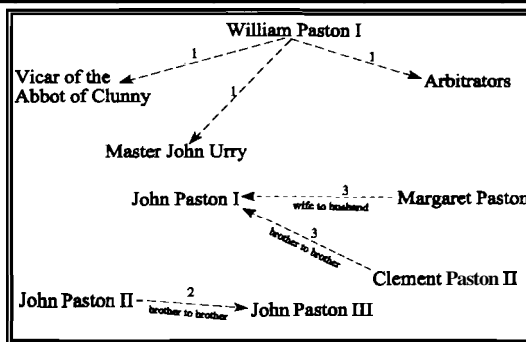 William Paston I
1
1
1
Vicar of the
Abbot of Clunny
Arbitrators
Master John Urry
John Paston I
3
wife to husband
Margaret Paston
3
brother to brother
Clement Paston II
John Paston II
2
brother to brother
John Paston III